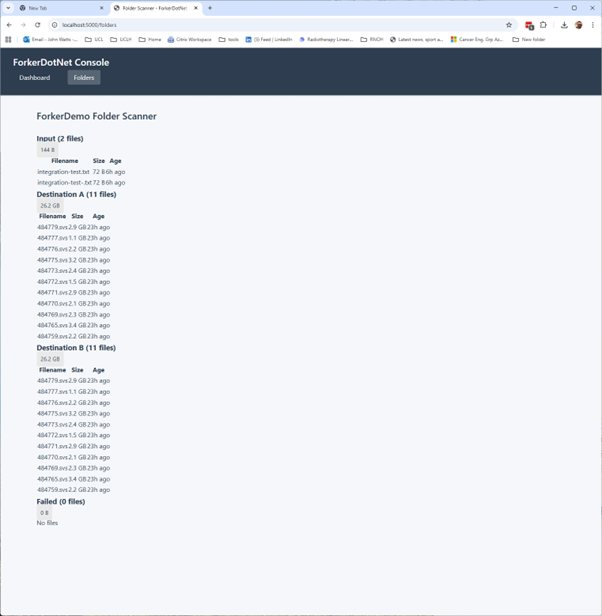 New Tab
Folder Scanner - ForkerDotNet
localhost:5000/folders
Email - John Watts -...
UCL
UCLH
Home
Citrix Workspace
tools
(5) Feed | LinkedIn
Radiotherapy Linear...
RNOH
Latest news, sport a...
Cancer Eng. Grp As...
New folder
ForkerDotNet Console
Dashboard Folders
ForkerDemo Folder Scanner
Input (2 files)
144 B
Filename Size Age
integration-test.txt 72 B 6h ago
integration-test-.txt 72 B 6h ago
Destination A (11 files)
26.2 GB
Filename Size Age
484779.svs 2.9 GB 23h ago
484777.svs 1.1 GB 23h ago
484776.svs 2.2 GB 23h ago
484775.svs 3.2 GB 23h ago
484773.svs 2.4 GB 23h ago
484772.svs 1.5 GB 23h ago
484771.svs 2.9 GB 23h ago
484770.svs 2.1 GB 23h ago
484769.svs 2.3 GB 23h ago
484765.svs 3.4 GB 23h ago
484759.svs 2.2 GB 23h ago
Destination B (11 files)
26.2 GB
Filename Size Age
484779.svs 2.9 GB 23h ago
484777.svs 1.1 GB 23h ago
484776.svs 2.2 GB 23h ago
484775.svs 3.2 GB 23h ago
484773.svs 2.4 GB 23h ago
484772.svs 1.5 GB 23h ago
484771.svs 2.9 GB 23h ago
484770.svs 2.1 GB 23h ago
484769.svs 2.3 GB 23h ago
484765.svs 3.4 GB 23h ago
484759.svs 2.2 GB 23h ago
Failed (0 files)
0 B
No files